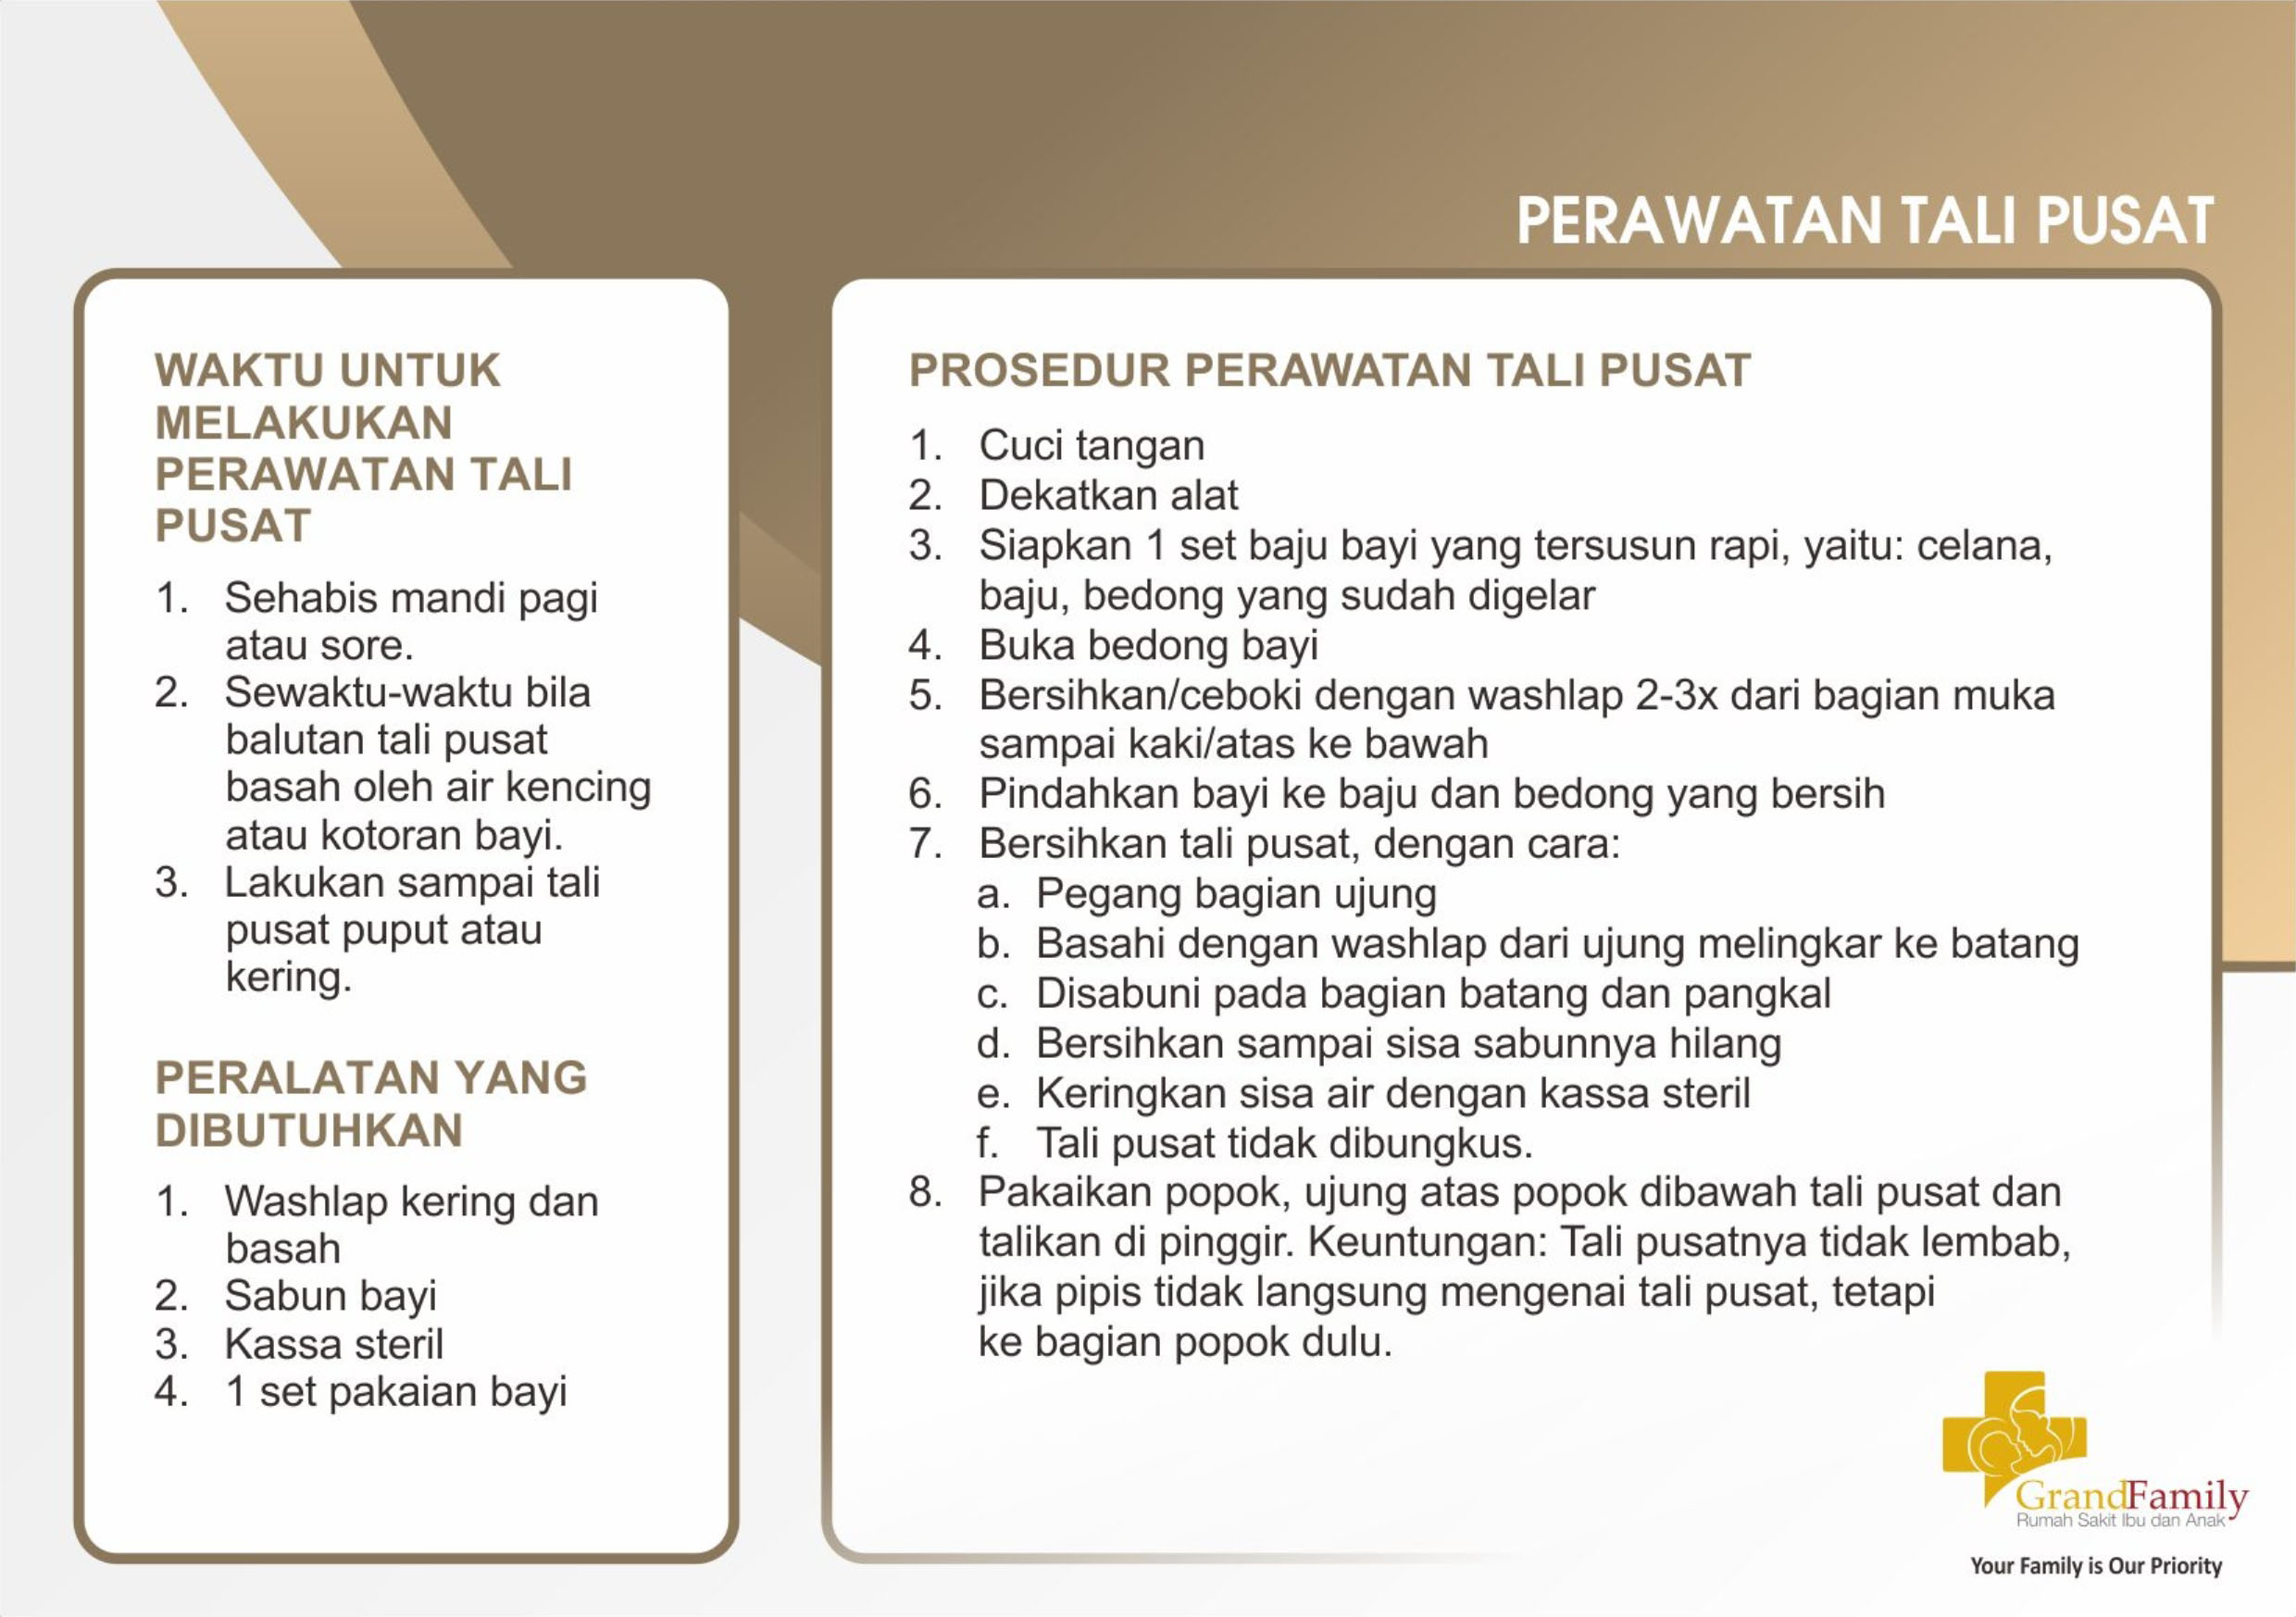 PERAWATAN TALI PUSAT
WAKTU UNTUK
MELAKUKAN
PERAWATAN TALI
PUSAT
1. Sehabis mandi pagi
atau sore.
2. Sewaktu-waktu bila
balutan tali pusat
basah oleh air kencing
atau kotoran bayi.
3. Lakukan sampai tali
pusat puput atau
kering.
PERALATAN YANG
DIBUTUHKAN
1. Washlap kering dan
basah
2. Sabun bayi
3. Kassa steril
4. 1 set pakaian bayi
PROSEDUR PERAWATAN TALI PUSAT
1. Cuci tangan
2. Dekatkan alat
3. Siapkan 1 set baju bayi yang tersusun rapi, yaitu: celana,
baju, bedong yang sudah digelar
4. Buka bedong bayi
5. Bersihkan/ceboki dengan washlap 2-3x dari bagian muka
sampai kaki/atas ke bawah
6. Pindahkan bayi ke baju dan bedong yang bersih
7. Bersihkan tali pusat, dengan cara:
a. Pegang bagian ujung
b. Basahi dengan washlap dari ujung melingkar ke batang
c. Disabuni pada bagian batang dan pangkal
d. Bersihkan sampai sisa sabunnya hilang
e. Keringkan sisa air dengan kassa steril
f. Tali pusat tidak dibungkus.
8. Pakaikan popok, ujung atas popok dibawah tali pusat dan
talikan di pinggir. Keuntungan: Tali pusatnya tidak lembab,
jika pipis tidak langsung mengenai tali pusat, tetapi
ke bagian popok dulu.
GrandFamily
Rumah Sakit Ibu dan Anak
Your Family is Our Priority